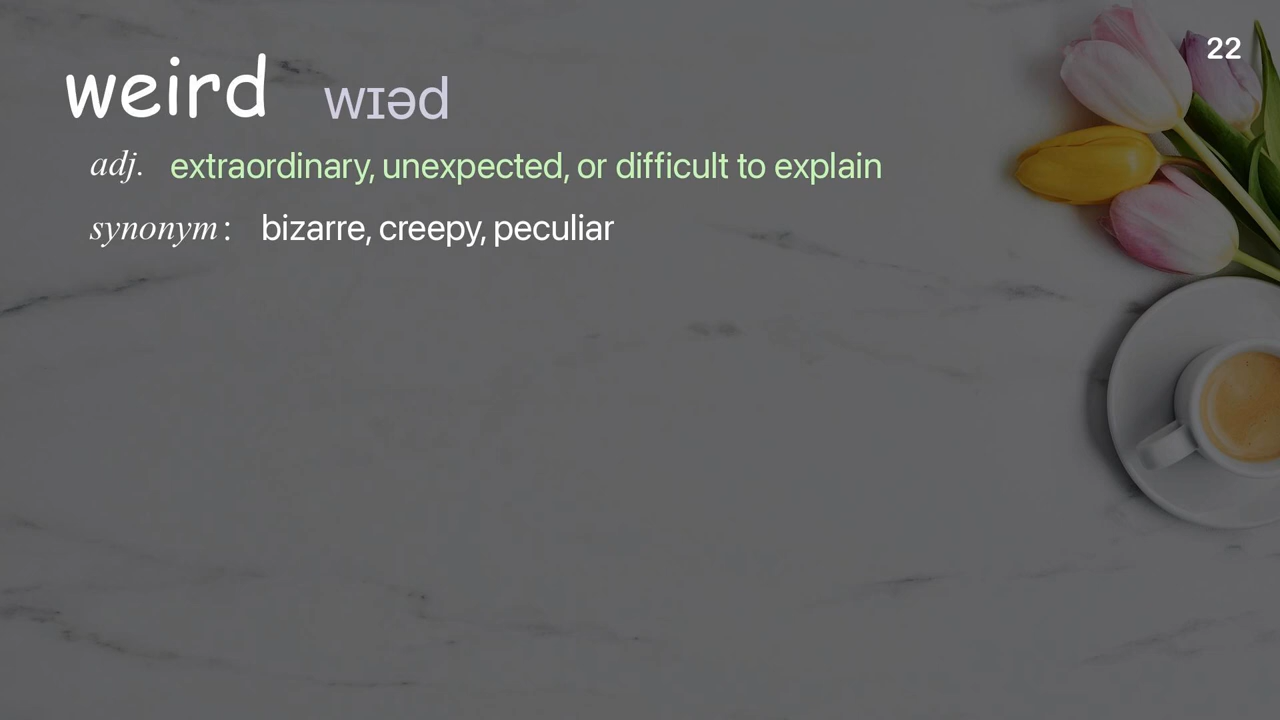 22
weird wɪəd
adj. extraordinary, unexpected, or difficult to explain
synonym : bizarre, creepy, peculiar